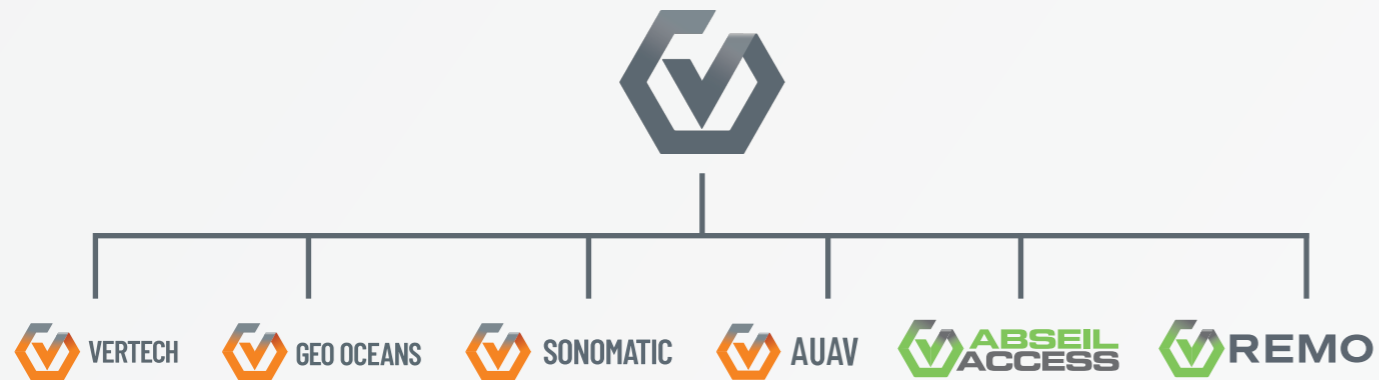 VERTECH
GEO OCEANS
SONOMATIC
AUAV
ABSEIL
ACCESS
REMO